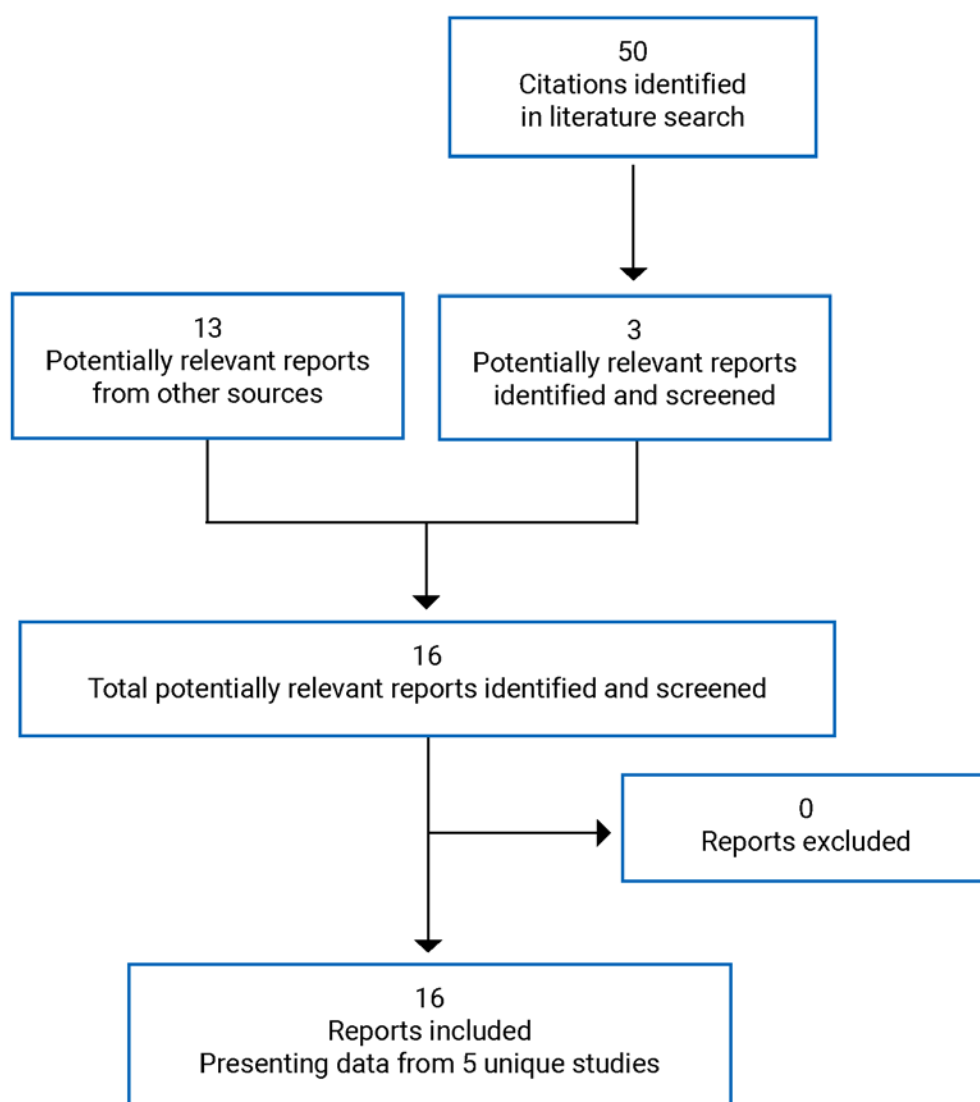 50
Citations identified
in literature search
13
Potentially relevant reports
from other sources
3
Potentially relevant reports
identified and screened
16
Total potentially relevant reports identified and screened
0
Reports excluded
16
Reports included
Presenting data from 5 unique studies